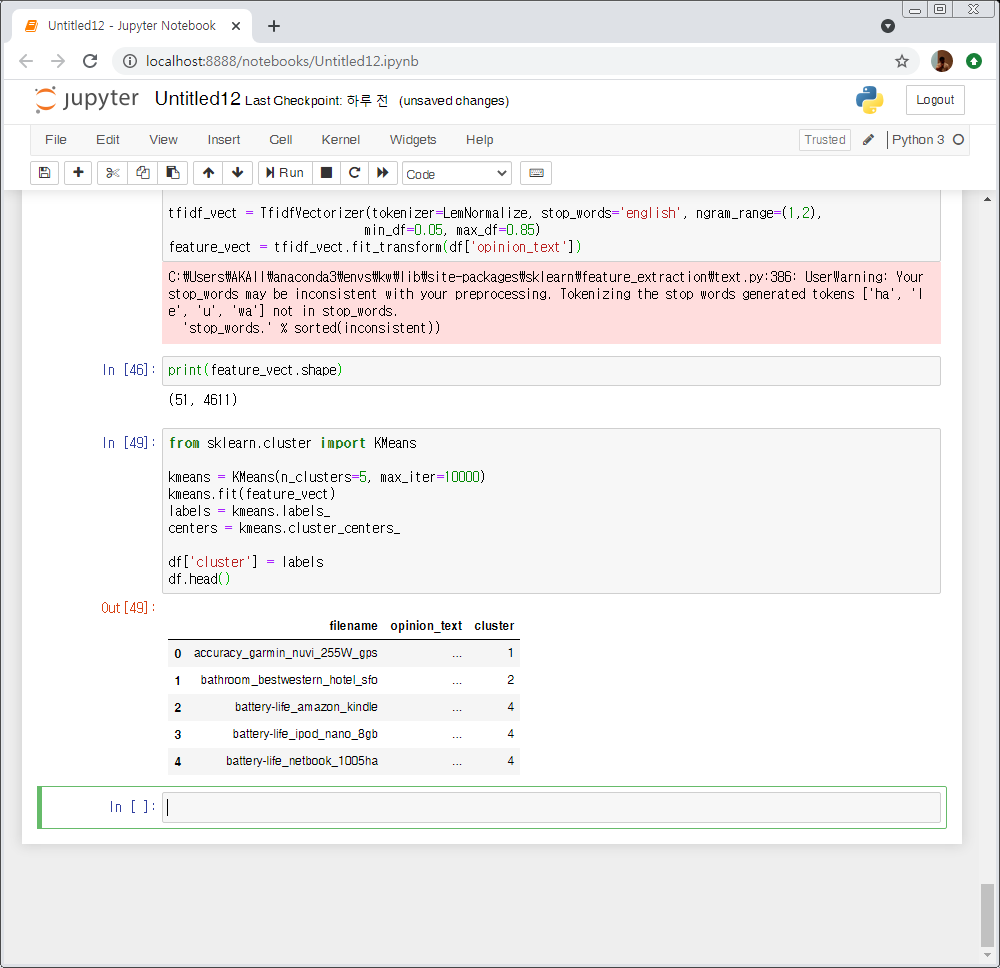 Untitled12 - Jupyter Notebook
localhost:8888/notebooks/Untitled12.ipynb
jupyter Untitled12 Last Checkpoint: 하루 전 (unsaved changes) Logout
File Edit View Insert Cell Kernel Widgets Help Trusted Python 3
Run Code
tfidf_vect = TfidfVectorizer(tokenizer=LemNormalize, stop_words='english', ngram_range=(1,2),
min_df=0.05, max_df=0.85)
feature_vect = tfidf_vect.fit_transform(df['opinion_text'])
C:₩Users₩AKAII₩anaconda3₩envs₩kw₩lib₩site-packages₩sklearn₩feature_extraction₩text.py:386: UserWarning: Your
stop_words may be inconsistent with your preprocessing. Tokenizing the stop words generated tokens ['ha', 'l
e', 'u', 'wa'] not in stop_words.
'stop_words.' % sorted(inconsistent))
In [46]: print(feature_vect.shape)
(51, 4611)
In [49]: from sklearn.cluster import KMeans
kmeans = KMeans(n_clusters=5, max_iter=10000)
kmeans.fit(feature_vect)
labels = kmeans.labels_
centers = kmeans.cluster_centers_
df['cluster'] = labels
df.head()
Out[49]:
filename opinion_text cluster
0 accuracy_garmin_nuvi_255W_gps ... 1
1 bathroom_bestwestern_hotel_sfo ... 2
2 battery-life_amazon_kindle ... 4
3 battery-life_ipod_nano_8gb ... 4
4 battery-life_netbook_1005ha ... 4
In [ ]: